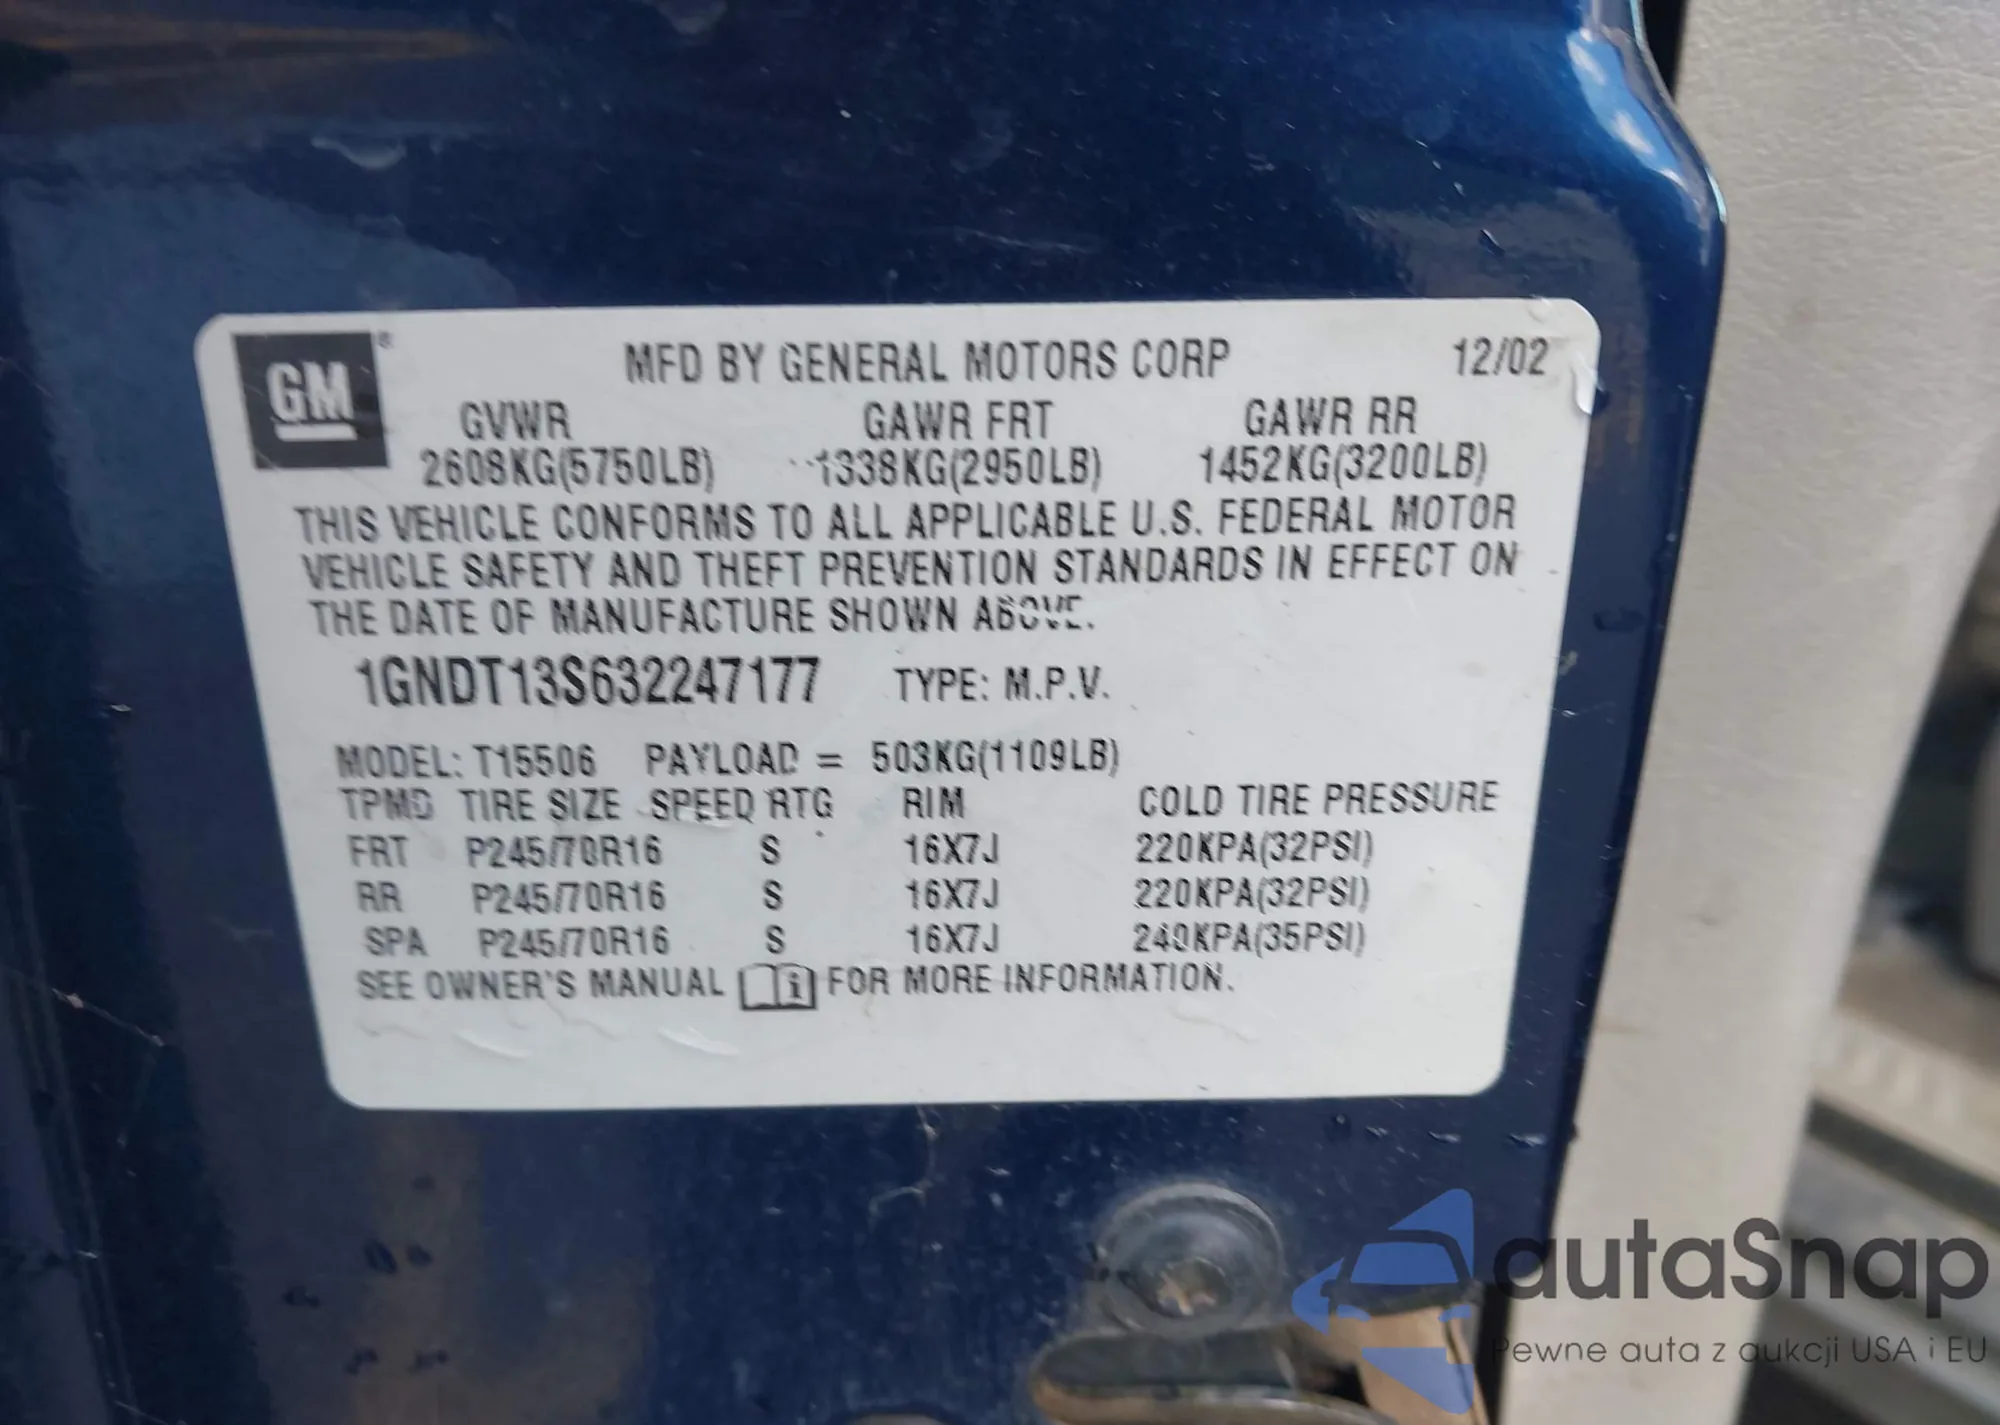 GM®
MFD BY GENERAL MOTORS CORP 12/02
GVWR GAWR FRT GAWR RR
2608KG(5750LB) 1338KG(2950LB) 1452KG(3200LB)
THIS VEHICLE CONFORMS TO ALL APPLICABLE U.S. FEDERAL MOTOR
VEHICLE SAFETY AND THEFT PREVENTION STANDARDS IN EFFECT ON
THE DATE OF MANUFACTURE SHOWN ABOVE.
1GNDT13S632247177 TYPE: M.P.V.
MODEL: T15506 PAYLOAD = 503KG(1109LB)
TIRE SIZE SPEED RTG RIM COLD TIRE PRESSURE
FRT P245/70R16 S 16X7J 220KPA(32PSI)
RR P245/70R16 S 16X7J 220KPA(32PSI)
SPA P245/70R16 S 16X7J 240KPA(35PSI)
SEE OWNER'S MANUAL i FOR MORE INFORMATION.
autaSnap
Pewne auta z aukcji USA i EU